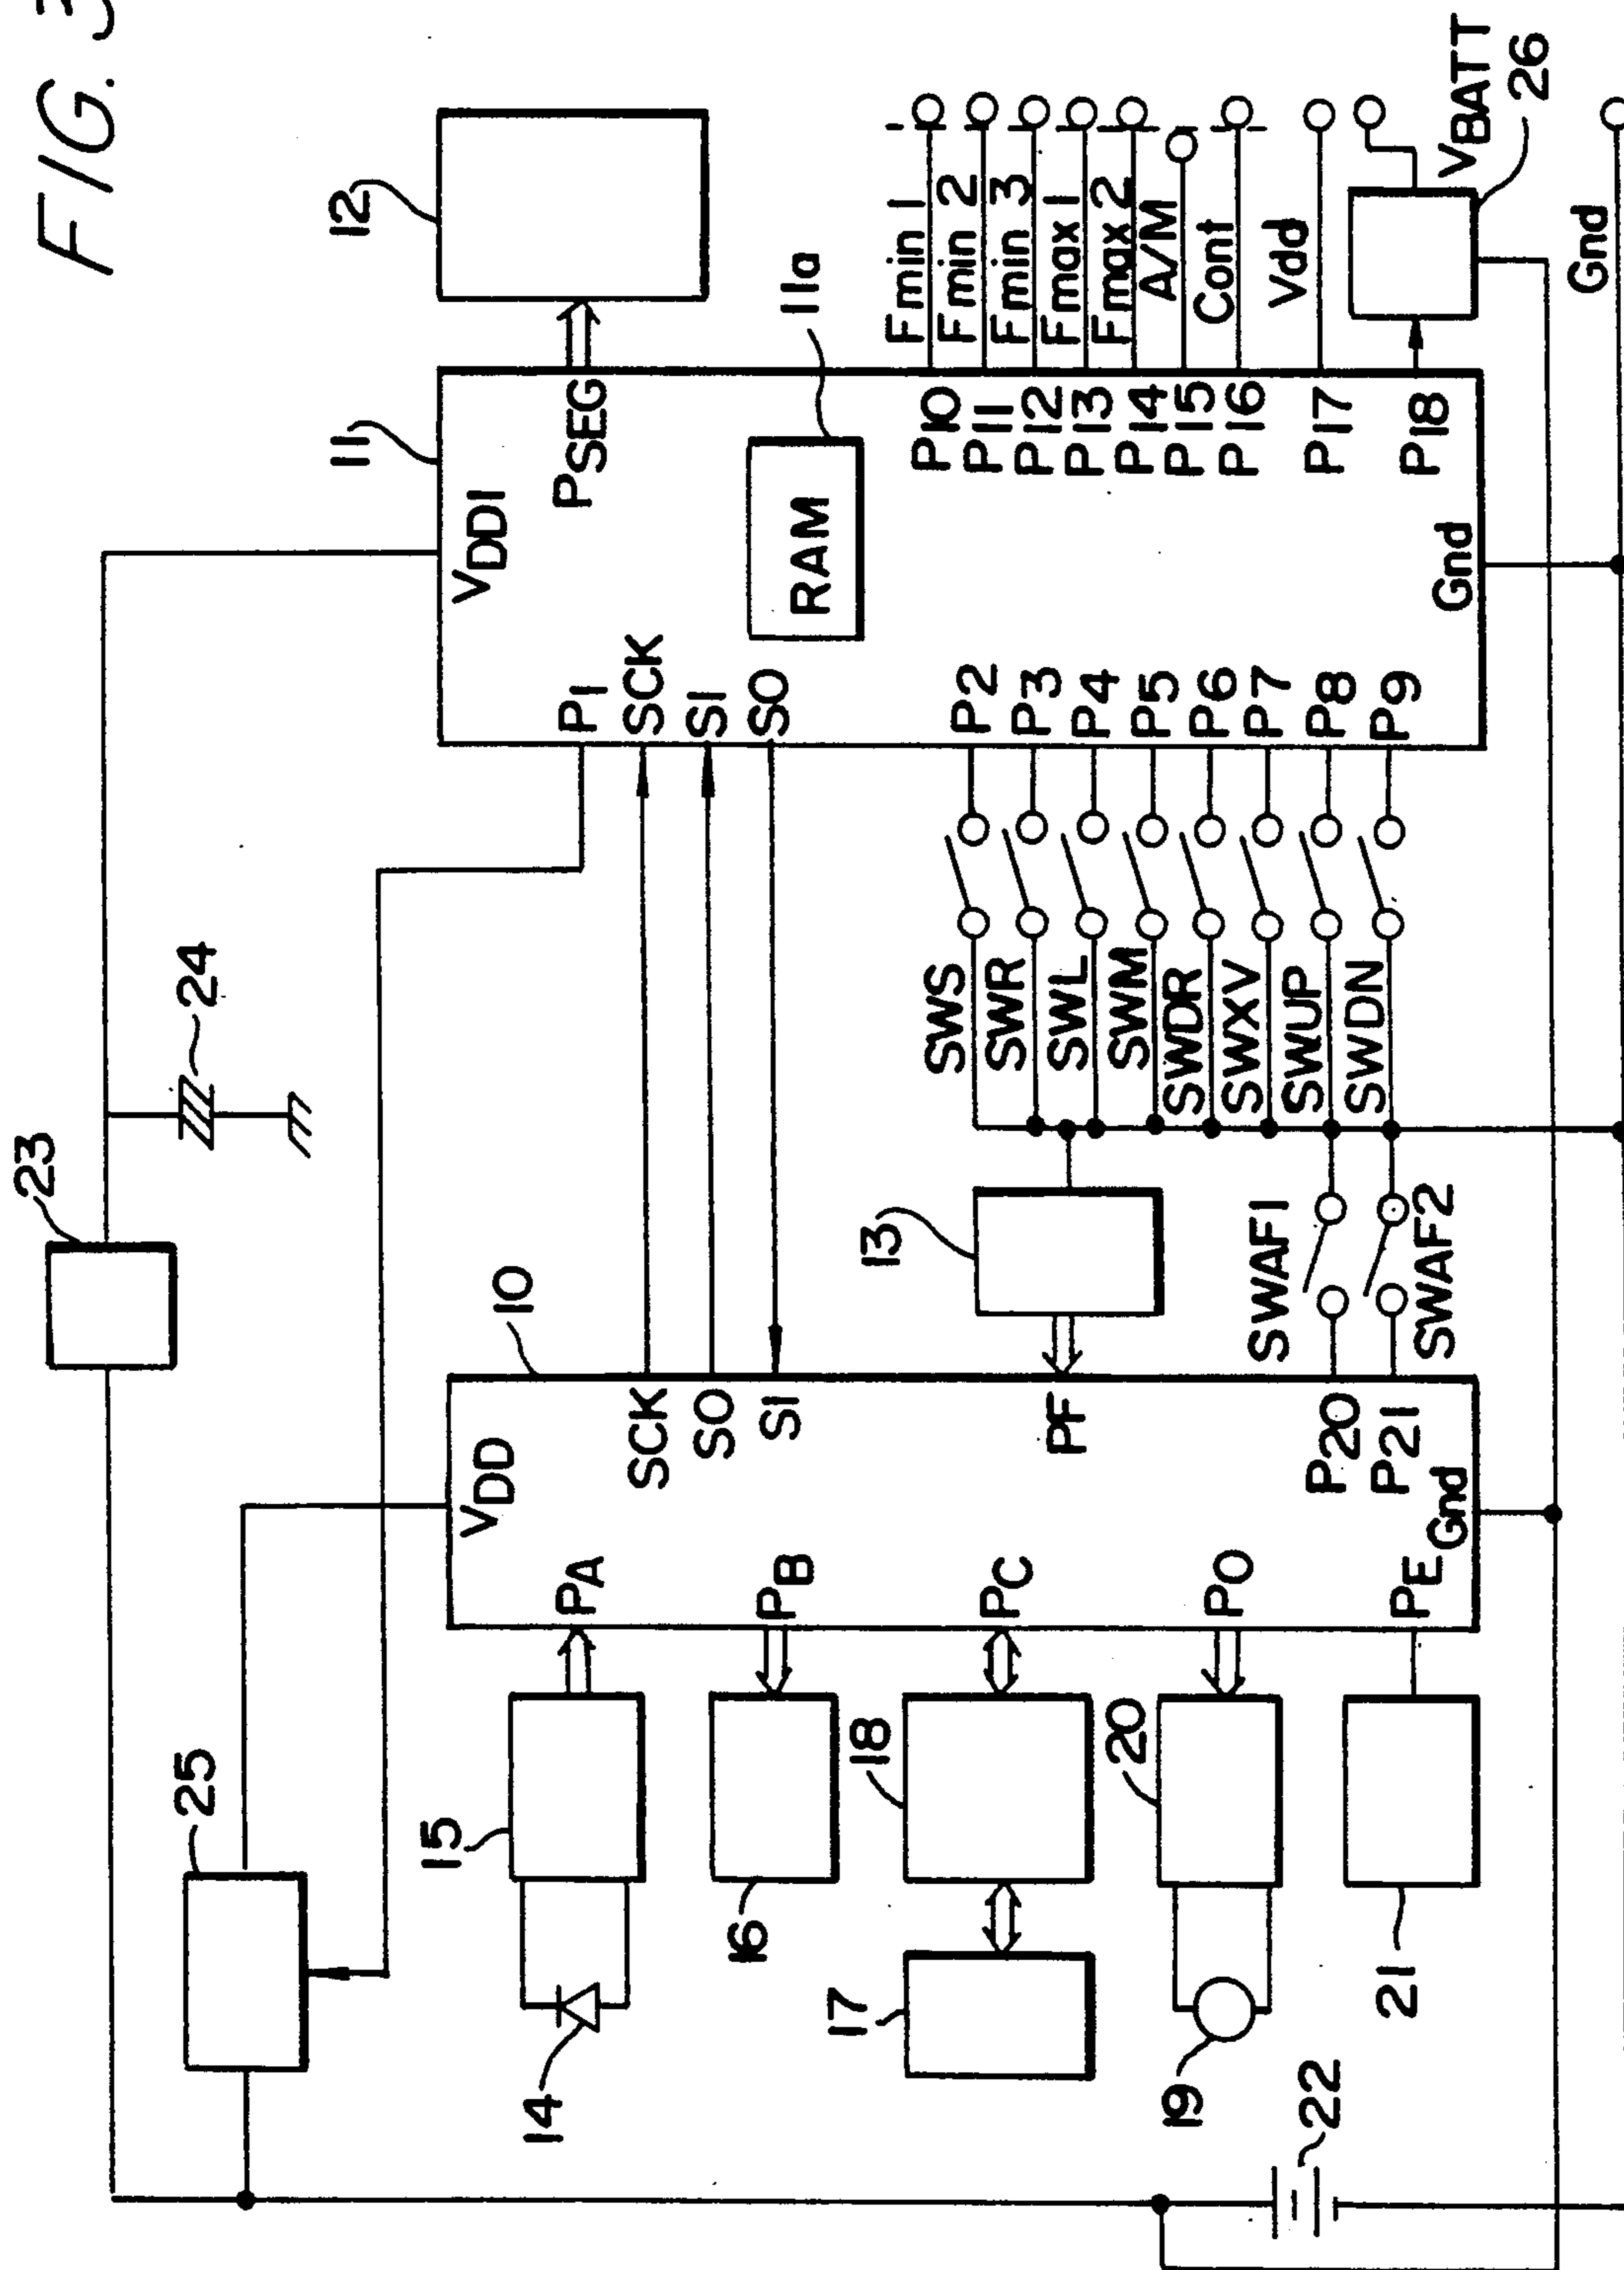 FIG. 3
12
11
VDD1
PSEG
11a
RAM
P1
SCK
SI
SO
P2
P3
P4
P5
P6
P7
P8
P9
P10
P11
P12
P13
P14
P15
P16
P17
P18
Gnd
Fmin 1
Fmin 2
Fmin 3
Fmax 1
Fmax 2
A/M
Cont
Vdd
VBATT
26
Gnd
23
24
SWS
SWR
SWL
SWM
SWDR
SWXV
SWUP
SWDN
13
SWAF1
SWAF2
10
VDD
SCK
SO
SI
PF
P20
P21
Gnd
PA
PB
PC
PO
PE
25
15
16
18
20
21
14
17
19
22